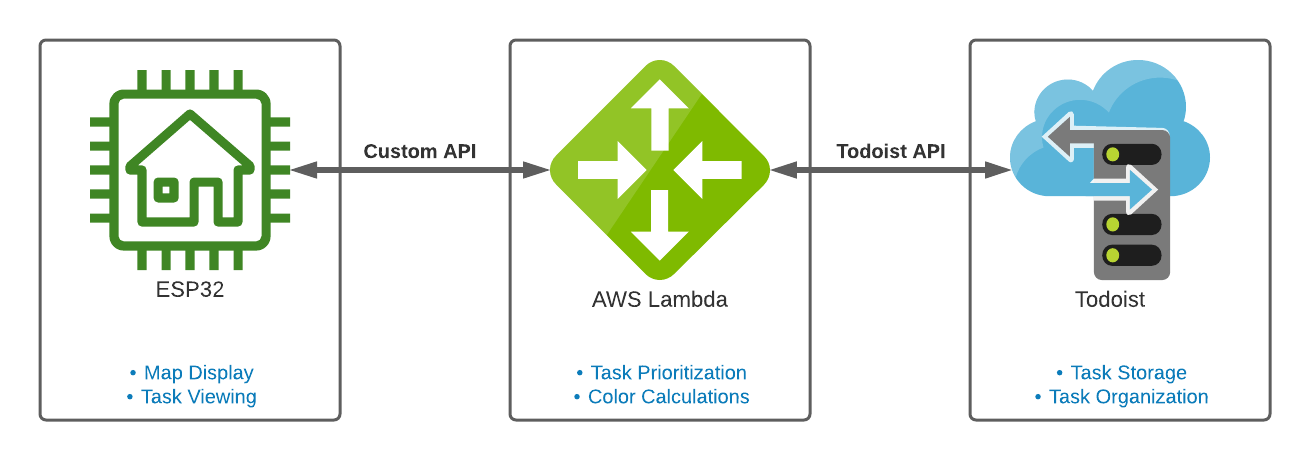 Custom API
Todoist API
ESP32
AWS Lambda
Todoist
• Map Display
• Task Viewing
• Task Prioritization
• Color Calculations
• Task Storage
• Task Organization